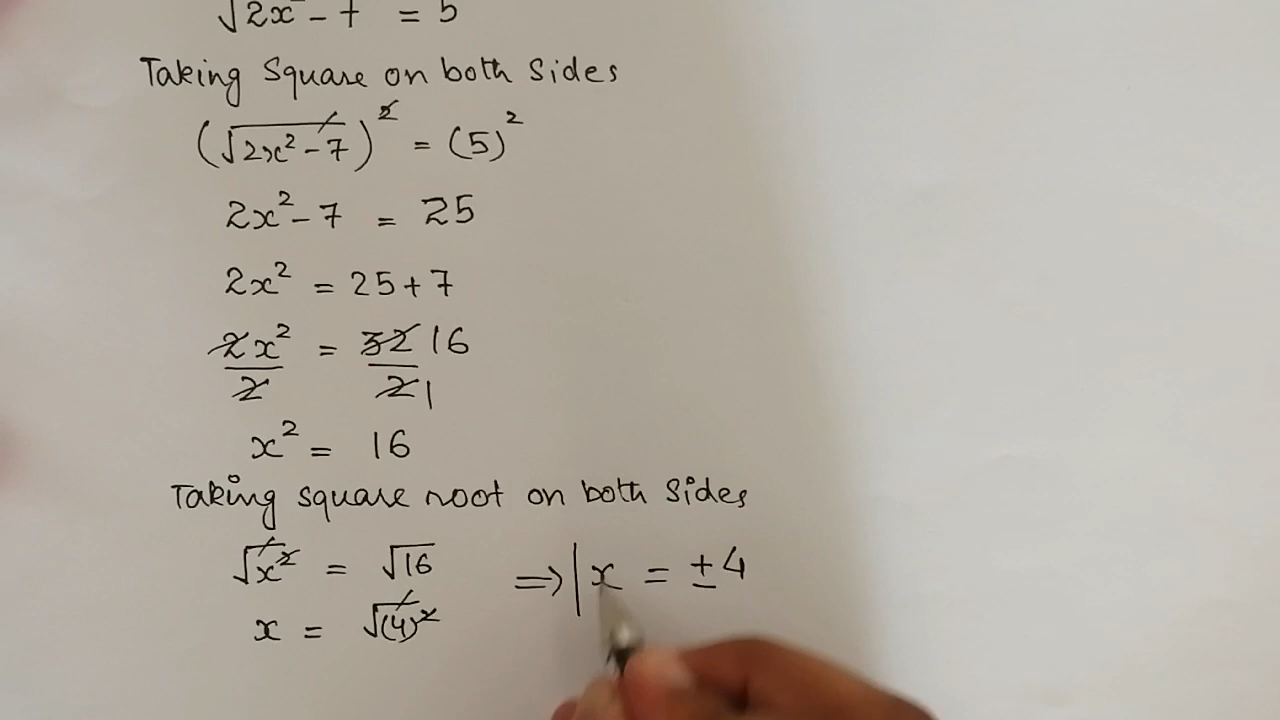 √2x² - 7 = 5
Taking Square on both Sides
(√2x² - 7)² = (5)²
2x² - 7 = 25
2x² = 25 + 7
2x²/2 = 32/2 16 1
x² = 16
Taking square root on both sides
√x² = √16 ⇒ x = ±4
x = √(4)²